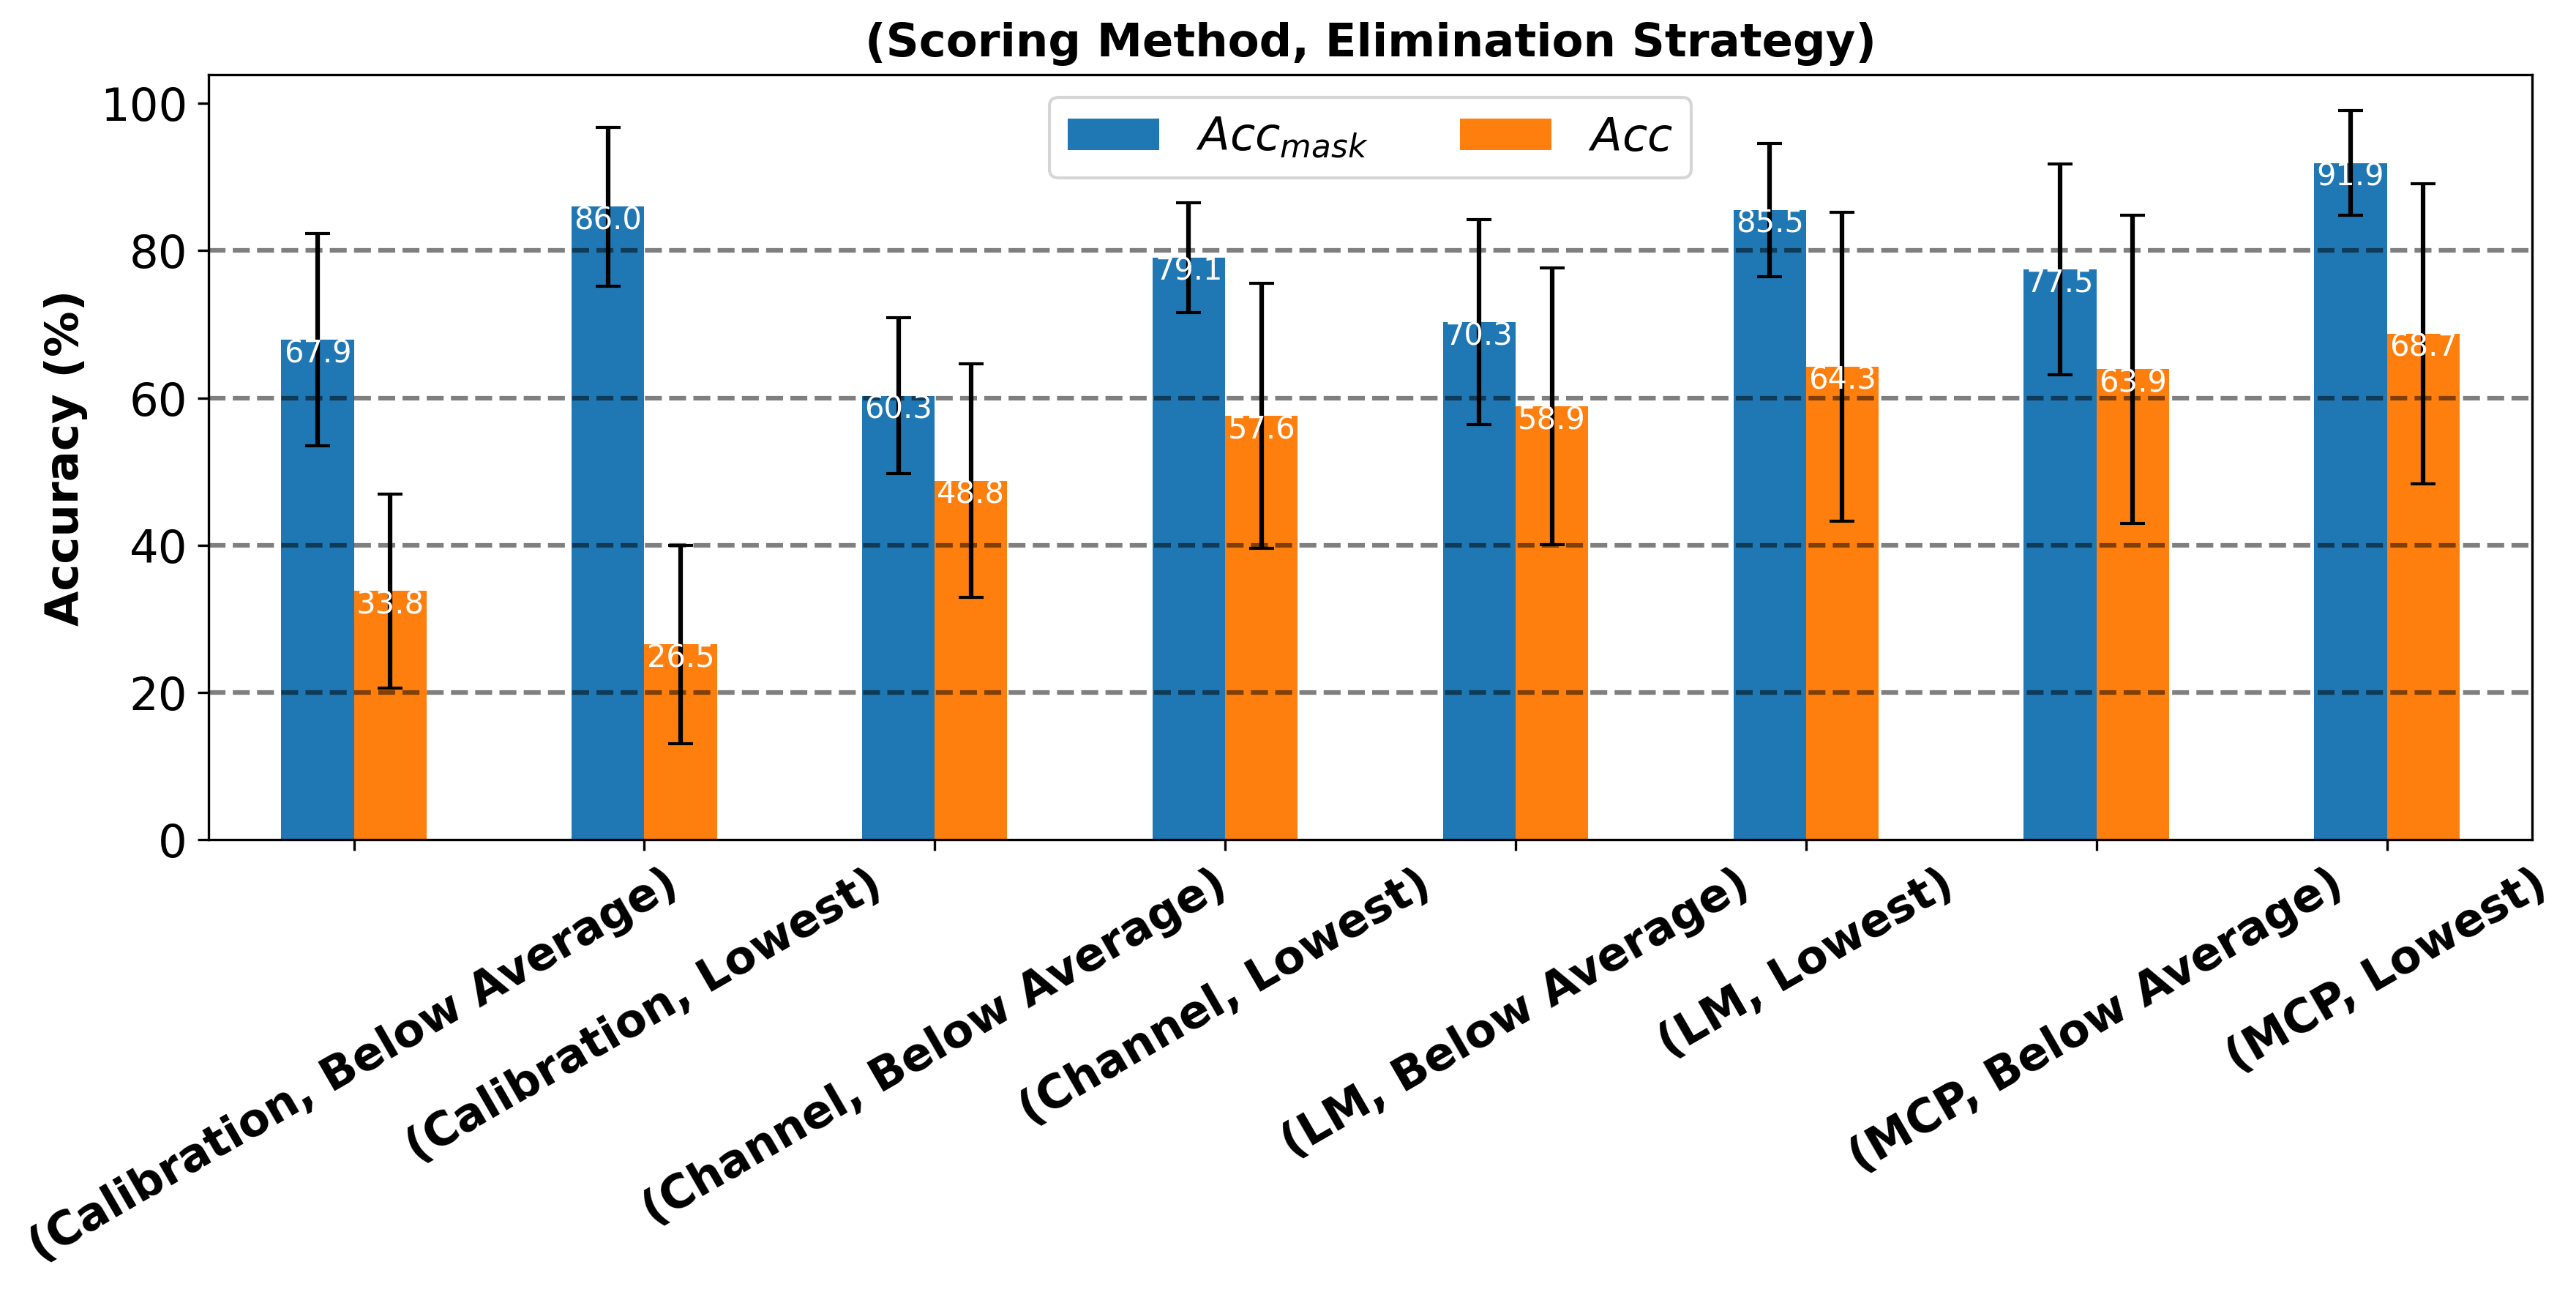 (Scoring Method, Elimination Strategy)
Acc_mask Acc
Accuracy (%)
100
80
60
40
20
0
67.9
33.8
86.0
26.5
60.3
48.8
79.1
57.6
70.3
58.9
85.5
64.3
77.5
63.9
91.9
68.7
(Calibration, Below Average)
(Calibration, Lowest)
(Channel, Below Average)
(Channel, Lowest)
(LM, Below Average)
(LM, Lowest)
(MCP, Below Average)
(MCP, Lowest)